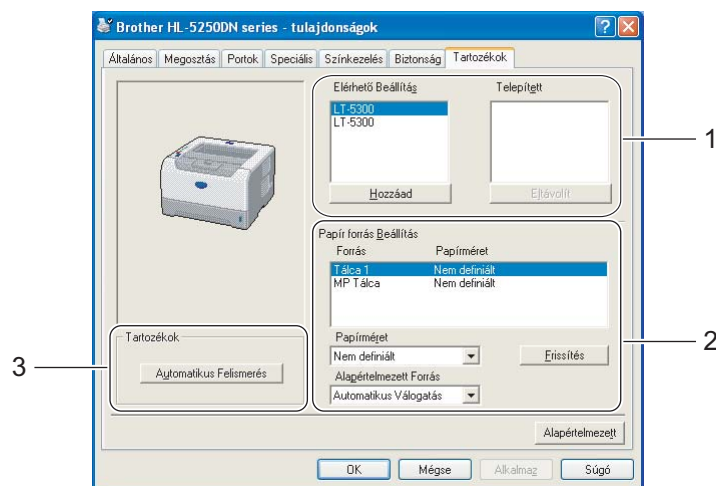 Brother HL-5250DN series - tulajdonságok
Általános Megosztás Portok Speciális Színkezelés Biztonság Tartozékok
Elérhető Beállítás Telepített
LT-5300
LT-5300
1
Hozzáad Eltávolít
Papír forrás Beállítás
Forrás Papírméret
Tálca 1 Nem definiált
MP Tálca Nem definiált
Tartozékok
Papírméret
2
3
Automatikus Felismerés
Nem definiált Frissítés
Alapértelmezett Forrás
Automatikus Válogatás
Alapértelmezett
OK Mégse Alkalmaz Súgó